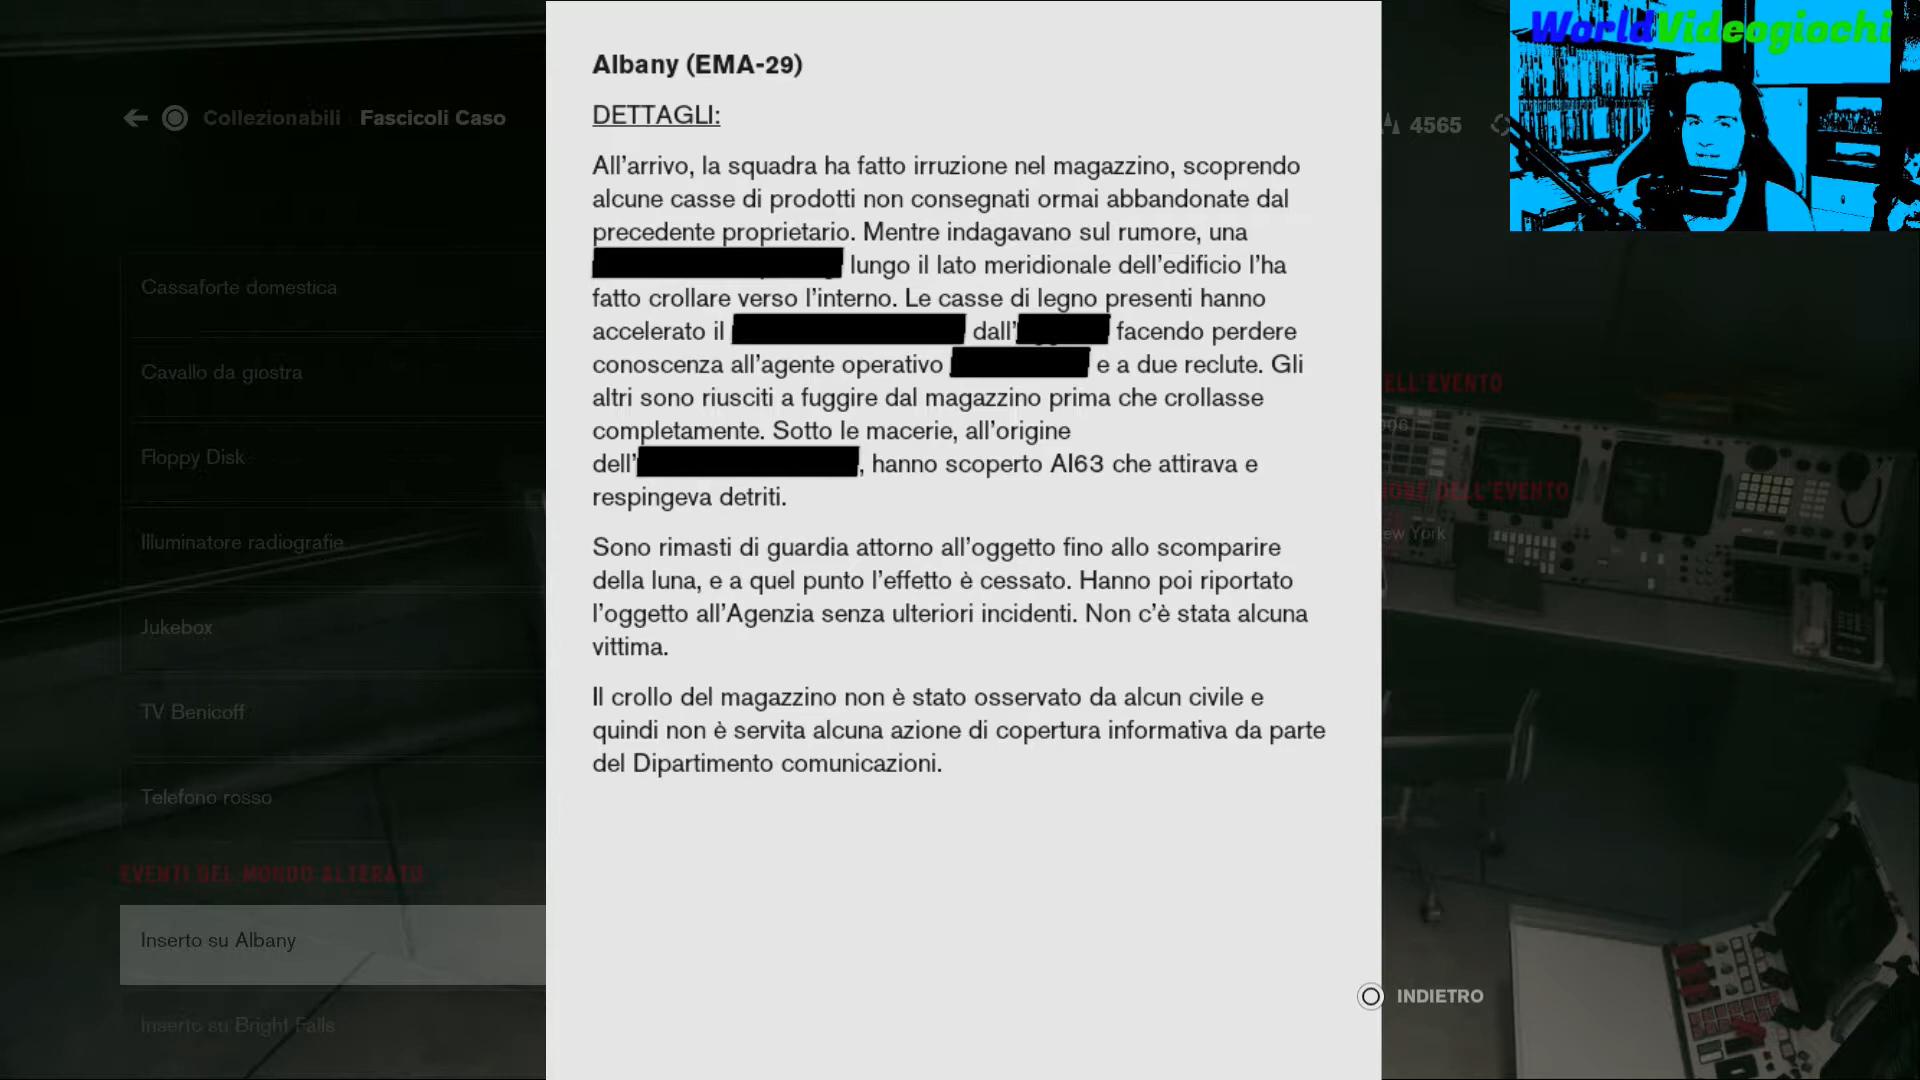 WorldVideogiochi
Collezionabili Fascicoli Caso
4565
Cassaforte domestica
Cavallo da giostra
Floppy Disk
Illuminatore radiografie
Jukebox
TV Benicoff
Telefono rosso
EVENTI DEL MONDO ALTERATO
Inserto su Albany
Inserto su Bright Falls
Albany (EMA-29)
DETTAGLI:
All'arrivo, la squadra ha fatto irruzione nel magazzino, scoprendo
alcune casse di prodotti non consegnati ormai abbandonate dal
precedente proprietario. Mentre indagavano sul rumore, una
lungo il lato meridionale dell'edificio l'ha
fatto crollare verso l'interno. Le casse di legno presenti hanno
accelerato il dall' facendo perdere
conoscenza all'agente operativo e a due reclute. Gli
altri sono riusciti a fuggire dal magazzino prima che crollasse
completamente. Sotto le macerie, all'origine
dell' , hanno scoperto AI63 che attirava e
respingeva detriti.
Sono rimasti di guardia attorno all'oggetto fino allo scomparire
della luna, e a quel punto l'effetto è cessato. Hanno poi riportato
l'oggetto all'Agenzia senza ulteriori incidenti. Non c'è stata alcuna
vittima.
Il crollo del magazzino non è stato osservato da alcun civile e
quindi non è servita alcuna azione di copertura informativa da parte
del Dipartimento comunicazioni.
ELL'EVENTO
DELL'EVENTO
ew York
INDIETRO